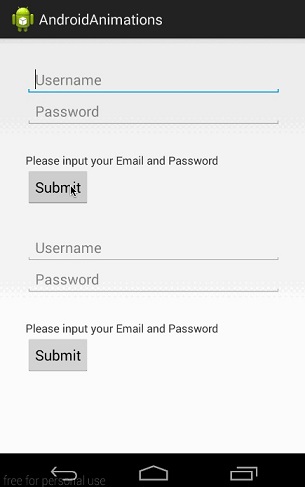 AndroidAnimations
Username
Password
Please input your Email and Password
Submit
Username
Password
Please input your Email and Password
Submit
free for personal use